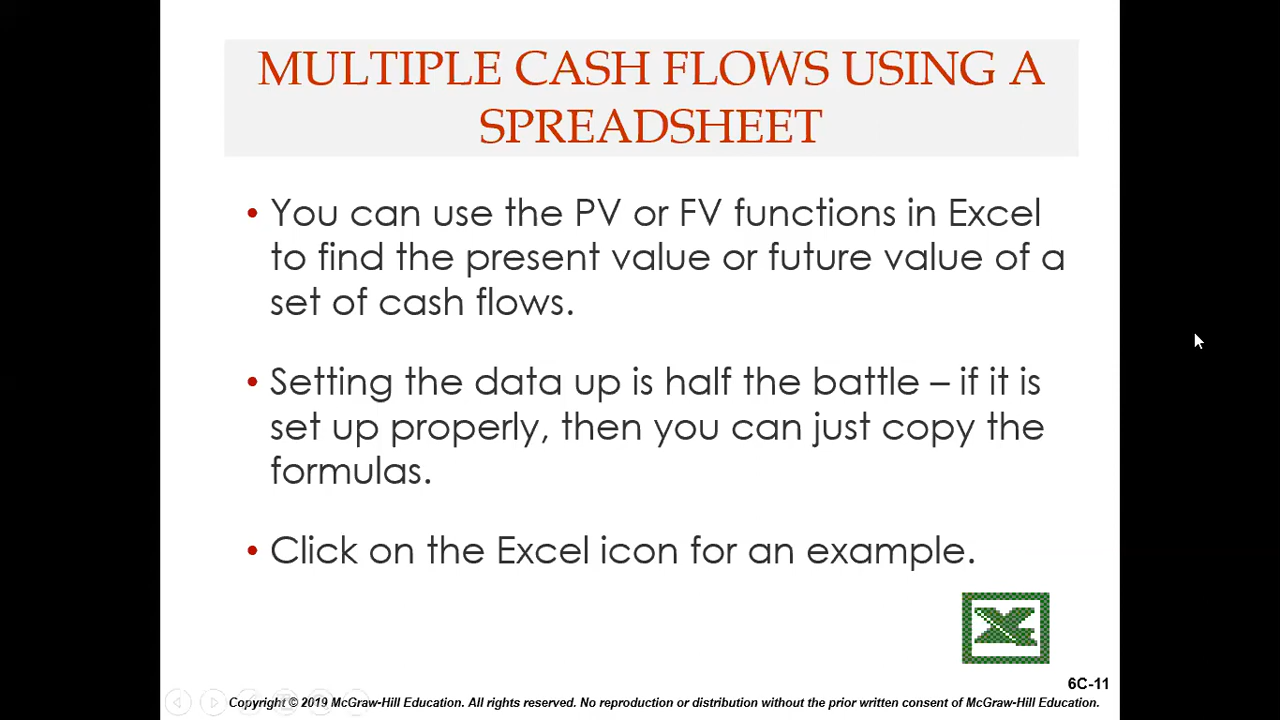 MULTIPLE CASH FLOWS USING A
SPREADSHEET
• You can use the PV or FV functions in Excel
to find the present value or future value of a
set of cash flows.
• Setting the data up is half the battle – if it is
set up properly, then you can just copy the
formulas.
• Click on the Excel icon for an example.
6C-11
Copyright © 2019 McGraw-Hill Education. All rights reserved. No reproduction or distribution without the prior written consent of McGraw-Hill Education.